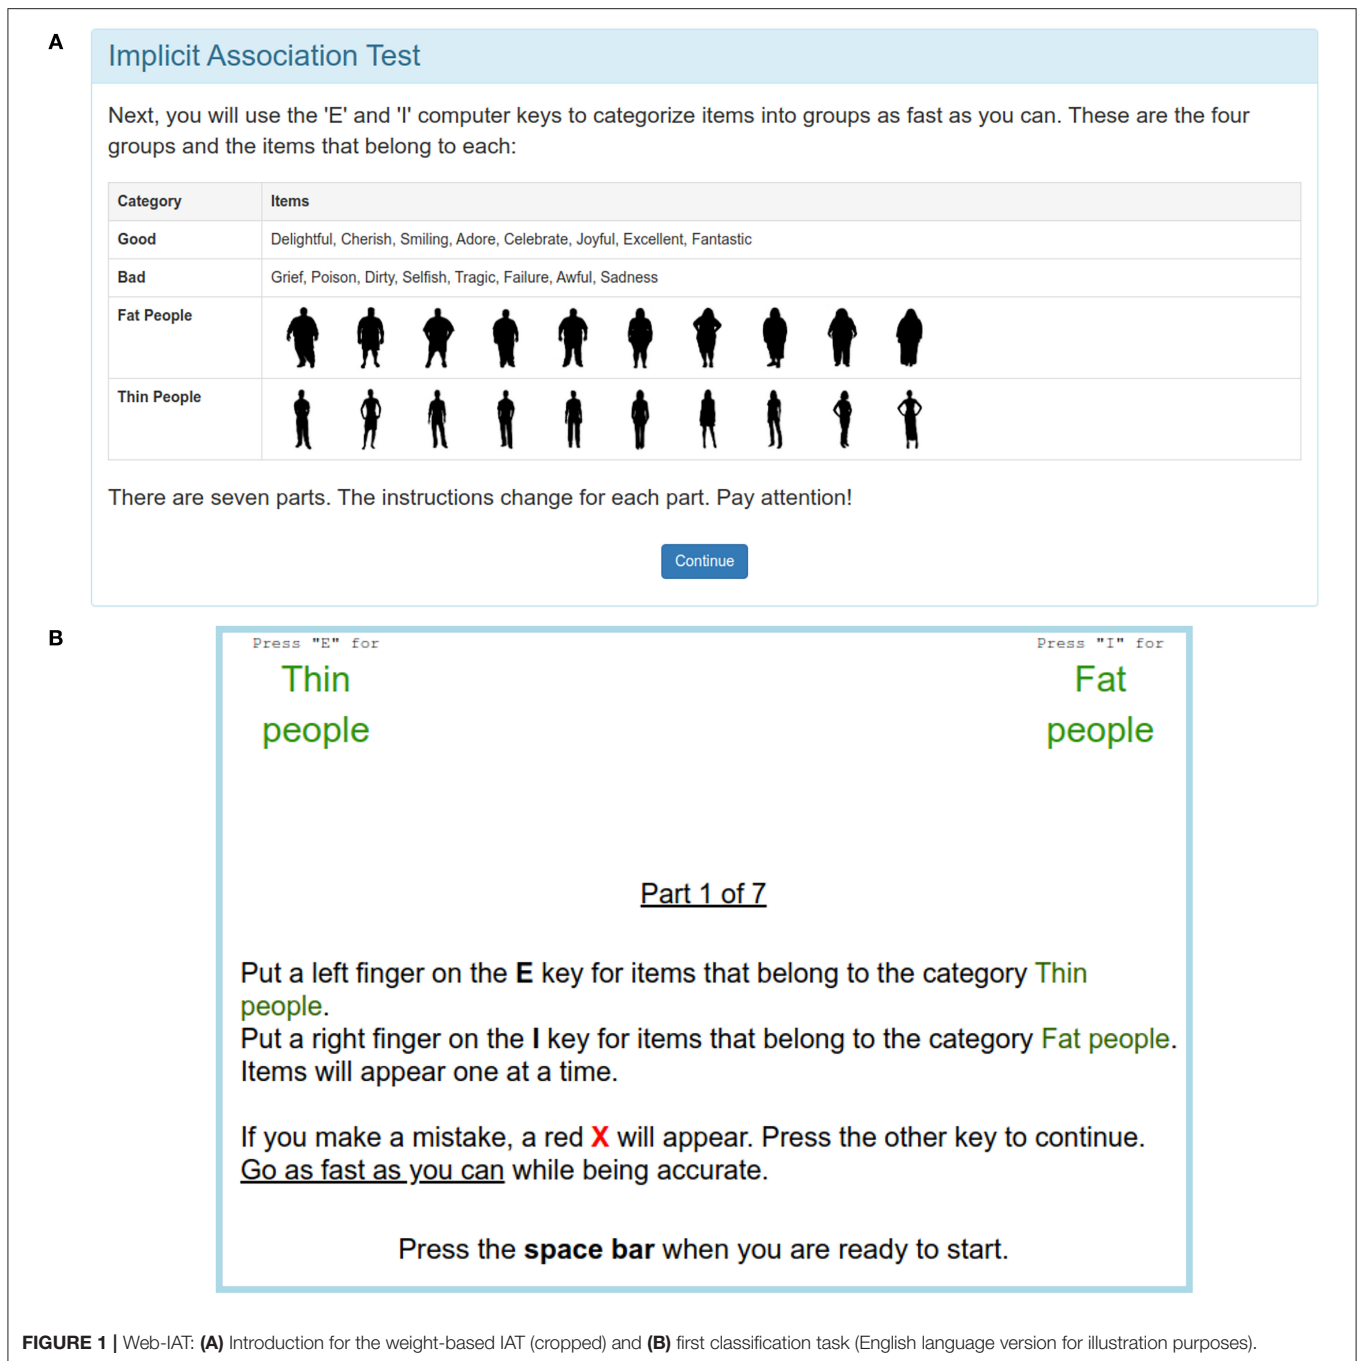 A
Implicit Association Test
Next, you will use the 'E' and 'I' computer keys to categorize items into groups as fast as you can. These are the four
groups and the items that belong to each:
Category Items
Good Delightful, Cherish, Smiling, Adore, Celebrate, Joyful, Excellent, Fantastic
Bad Grief, Poison, Dirty, Selfish, Tragic, Failure, Awful, Sadness
Fat People
Thin People
There are seven parts. The instructions change for each part. Pay attention!
Continue
B
Press "E" for Press "I" for
Thin Fat
people people
Part 1 of 7
Put a left finger on the E key for items that belong to the category Thin
people.
Put a right finger on the I key for items that belong to the category Fat people.
Items will appear one at a time.
If you make a mistake, a red X will appear. Press the other key to continue.
Go as fast as you can while being accurate.
Press the space bar when you are ready to start.
FIGURE 1 | Web-IAT: (A) Introduction for the weight-based IAT (cropped) and (B) first classification task (English language version for illustration purposes).